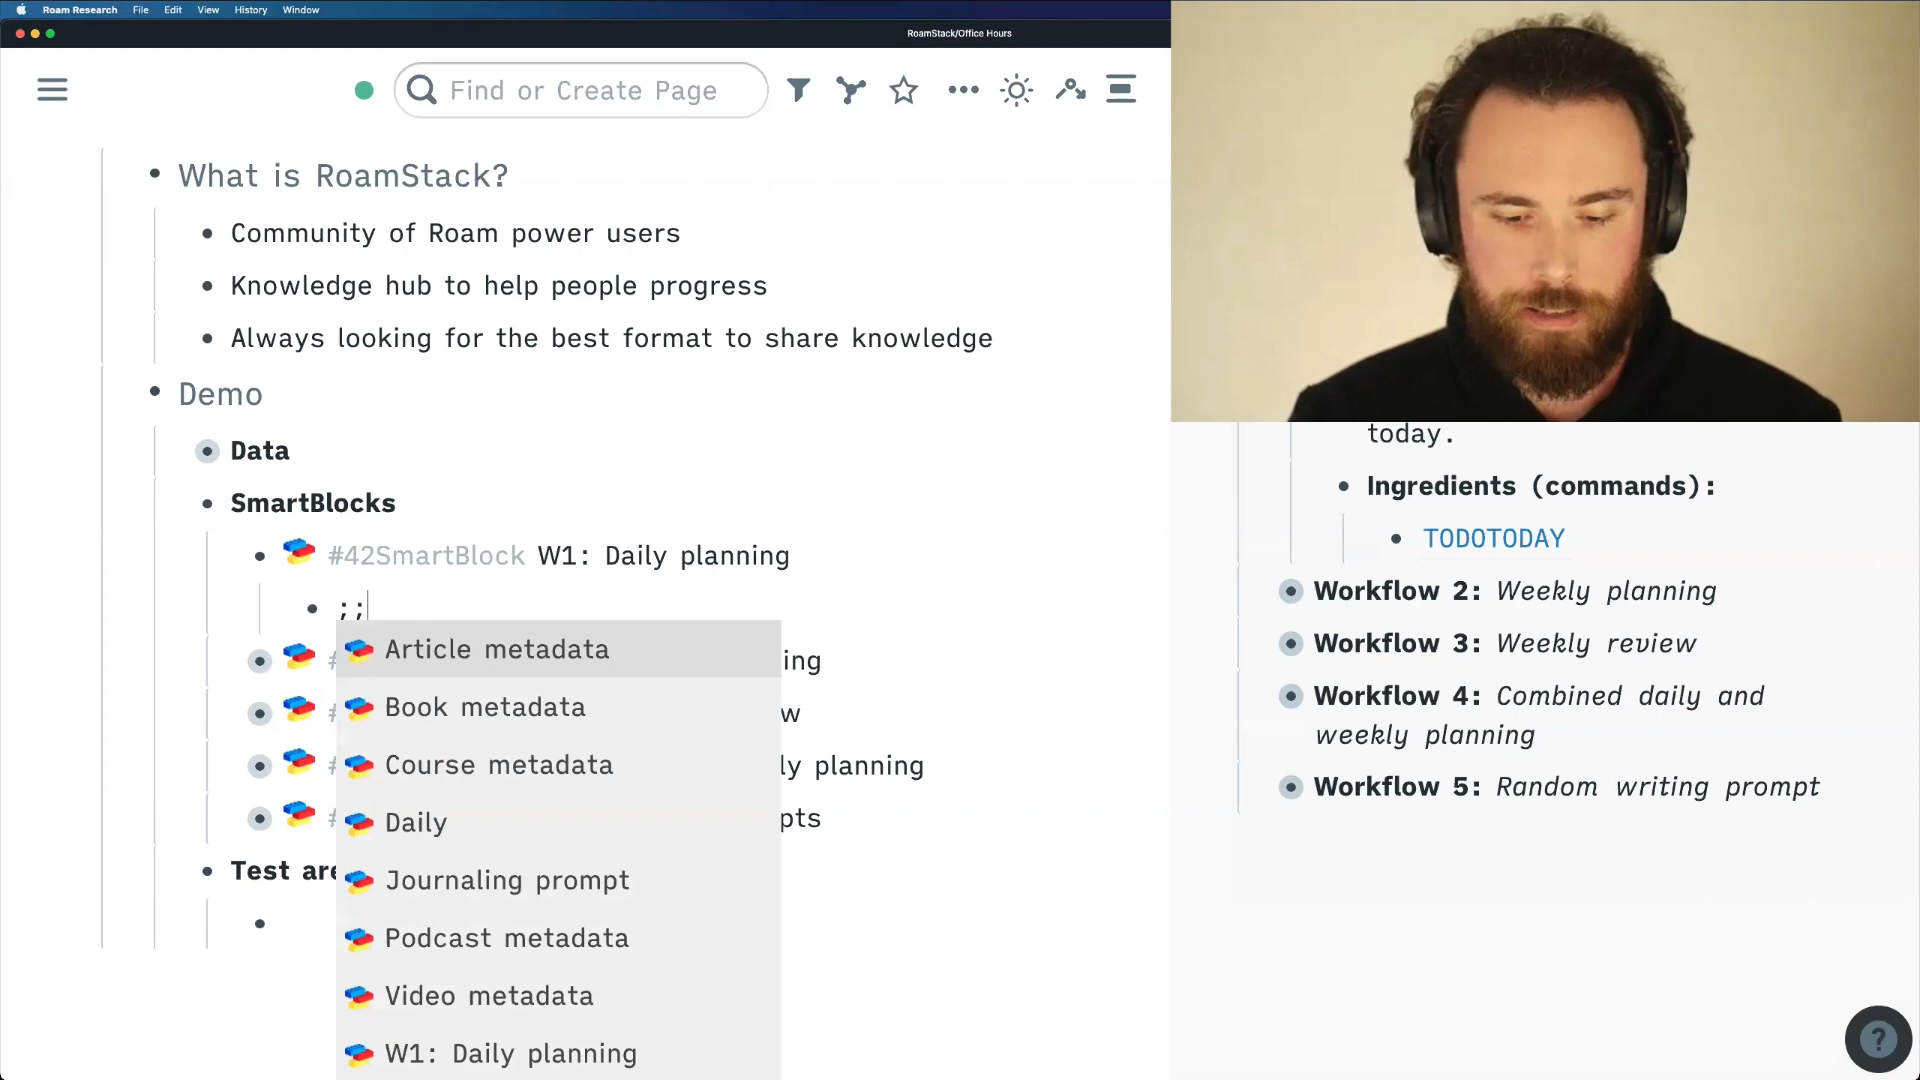 Roam Research File Edit View History Window
RoamStack/Office Hours
Find or Create Page
What is RoamStack?
Community of Roam power users
Knowledge hub to help people progress
Always looking for the best format to share knowledge
Demo
Data
SmartBlocks
#42SmartBlock W1: Daily planning
;;
Article metadata
# ing
Book metadata
# w
Course metadata
# ly planning
Daily
# pts
Test are
Journaling prompt
Podcast metadata
Video metadata
W1: Daily planning
today.
Ingredients (commands):
TODOTODAY
Workflow 2: Weekly planning
Workflow 3: Weekly review
Workflow 4: Combined daily and
weekly planning
Workflow 5: Random writing prompt
?